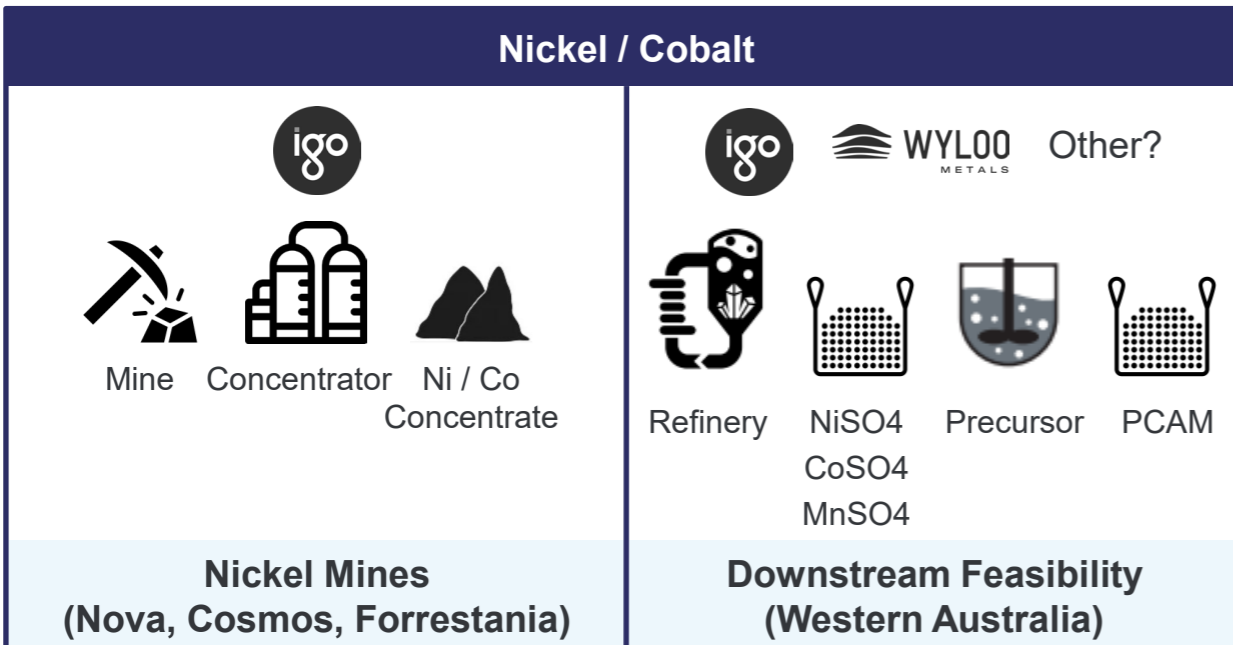 Nickel / Cobalt
igo
Mine
Concentrator
Ni / Co
Concentrate
Nickel Mines
(Nova, Cosmos, Forrestania)
igo
WYLOO
METALS
Other?
Refinery
NiSO4
CoSO4
MnSO4
Precursor
PCAM
Downstream Feasibility
(Western Australia)